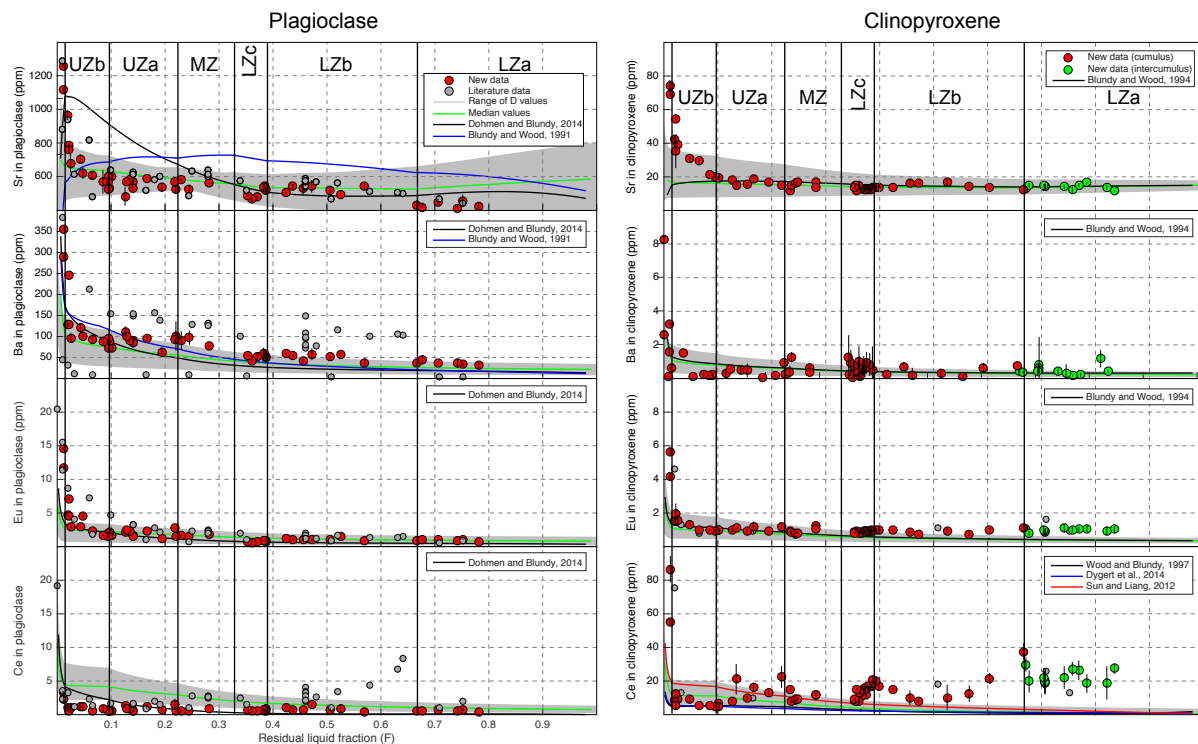 Plagioclase
Clinopyroxene
UZb
UZa
MZ
LZc
LZb
LZa
1200
1000
800
600
400
Sr in plagioclase (ppm)
New data
Literature data
Range of D values
Median values
Dohmen and Blundy, 2014
Blundy and Wood, 1991
350
300
250
200
150
100
50
Ba in plagioclase (ppm)
Dohmen and Blundy, 2014
Blundy and Wood, 1991
20
15
10
5
Eu in plagioclase (ppm)
Dohmen and Blundy, 2014
20
15
10
5
Ce in plagioclase
Dohmen and Blundy, 2014
0.1 0.2 0.3 0.4 0.5 0.6 0.7 0.8 0.9
Residual liquid fraction (F)
80
60
40
20
Sr in dinopyroxene (ppm)
UZb
UZa
MZ
LZc
LZb
LZa
New data (cumulus)
New data (intercumulus)
Blundy and Wood, 1994
8
6
4
2
Ba in clinopyroxene (ppm)
Blundy and Wood, 1994
8
6
4
2
Eu in clinopyroxene (ppm)
Blundy and Wood, 1994
80
60
40
20
Ce in clinopyroxene (ppm)
Wood and Blundy, 1997
Dygert et al., 2014
Sun and Liang, 2012